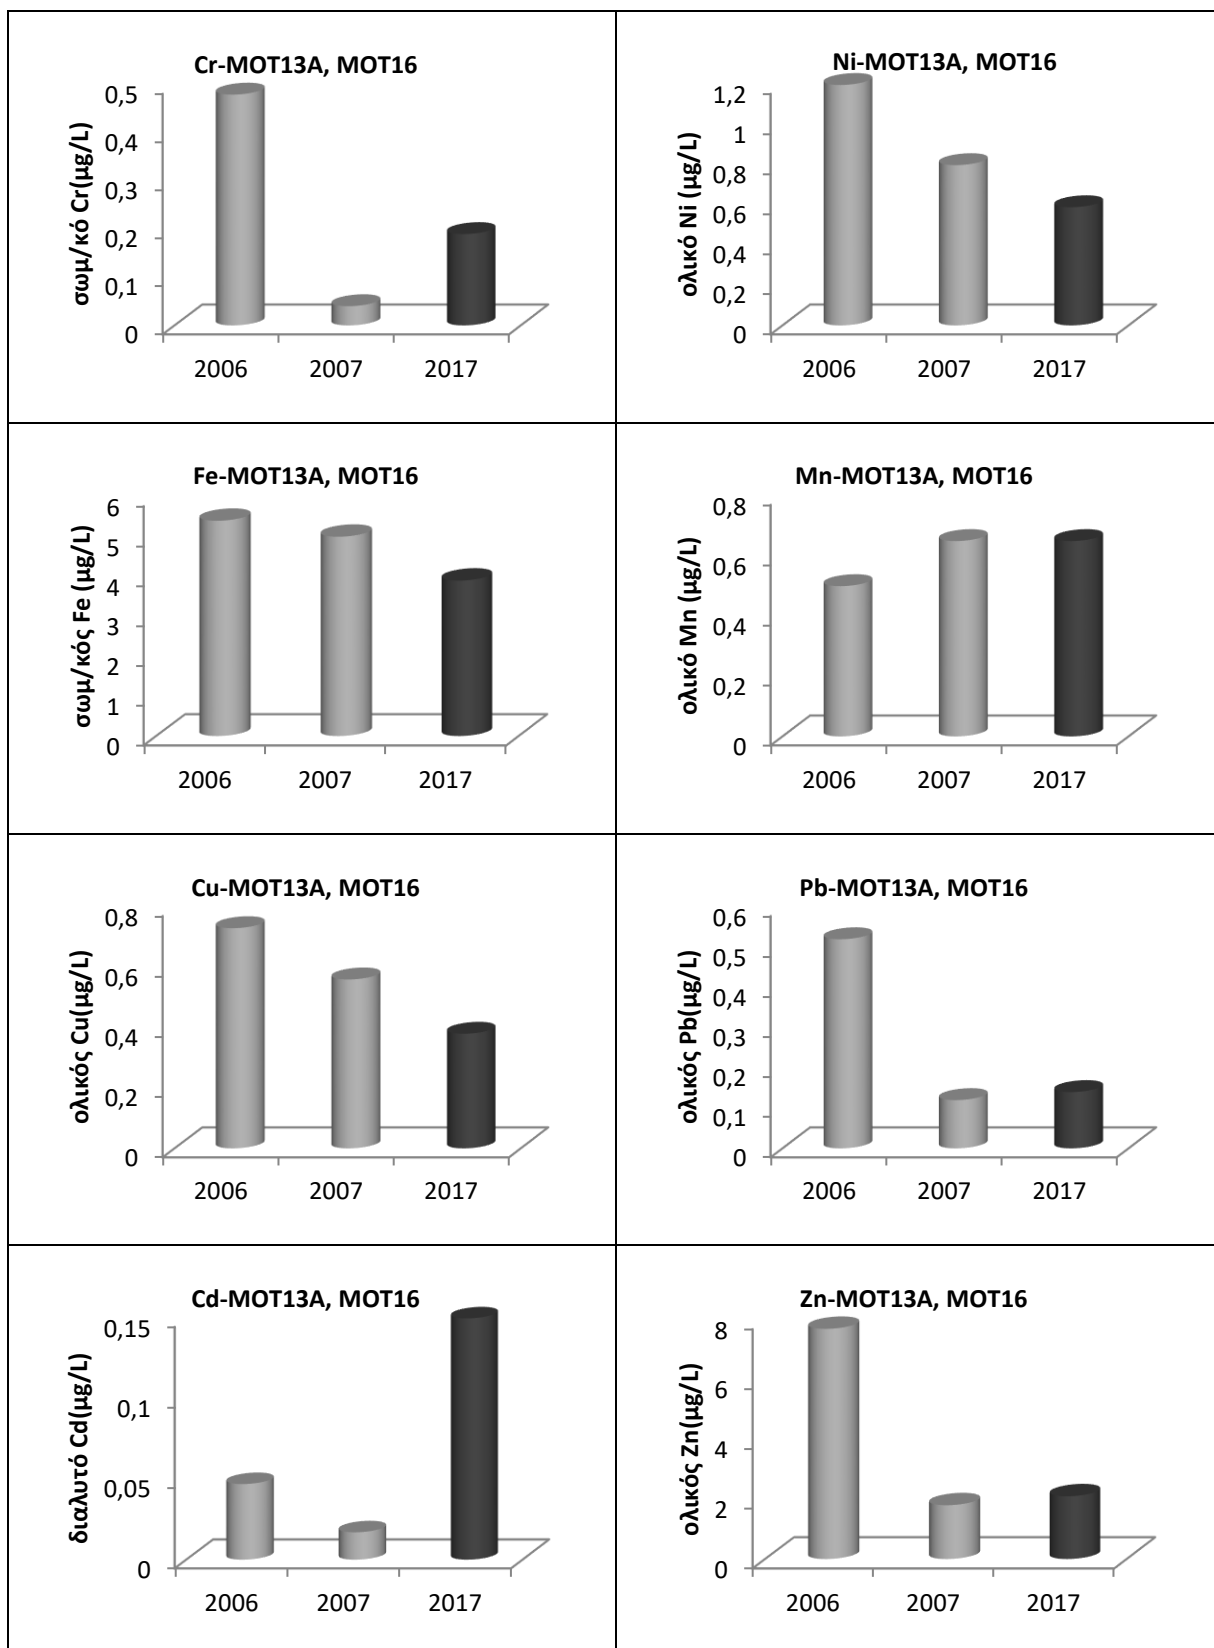 Cr-MOT13A, MOT16
σωμ/κό Cr(μg/L)
0,5
0,4
0,3
0,2
0,1
0
2006 2007 2017
Ni-MOT13A, MOT16
ολικό Ni (μg/L)
1,2
1
0,8
0,6
0,4
0,2
0
2006 2007 2017
Fe-MOT13A, MOT16
σωμ/κός Fe (μg/L)
6
5
4
3
2
1
0
2006 2007 2017
Mn-MOT13A, MOT16
ολικό Mn (μg/L)
0,8
0,6
0,4
0,2
0
2006 2007 2017
Cu-MOT13A, MOT16
ολικός Cu(μg/L)
0,8
0,6
0,4
0,2
0
2006 2007 2017
Pb-MOT13A, MOT16
ολικός Pb(μg/L)
0,6
0,5
0,4
0,3
0,2
0,1
0
2006 2007 2017
Cd-MOT13A, MOT16
διαλυτό Cd(μg/L)
0,15
0,1
0,05
0
2006 2007 2017
Zn-MOT13A, MOT16
ολικός Zn(μg/L)
8
6
4
2
0
2006 2007 2017